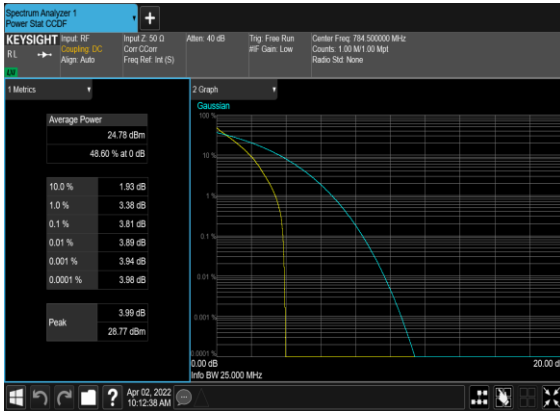 Spectrum Analyzer 1
Power Stat CCDF
+
KEYSIGHT
RL
Input: RF
Coupling: DC
Align: Auto
Input Z: 50 Ω
Corr CCorr
Freq Ref: Int (S)
Atten: 40 dB
Trig: Free Run
#IF Gain: Low
Center Freq: 784.500000 MHz
Counts: 1.00 M/1.00 Mpt
Radio Std: None
1 Metrics
Average Power
24.78 dBm
48.60 % at 0 dB
10.0 % 1.93 dB
1.0 % 3.38 dB
0.1 % 3.81 dB
0.01 % 3.89 dB
0.001 % 3.94 dB
0.0001 % 3.98 dB
Peak
3.99 dB
28.77 dBm
2 Graph
Gaussian
100 %
10 %
1 %
0.1 %
0.01 %
0.001 %
0.0001 %
0.00 dB
20.00 d
Info BW 25.000 MHz
?
Apr 02, 2022
10:12:38 AM